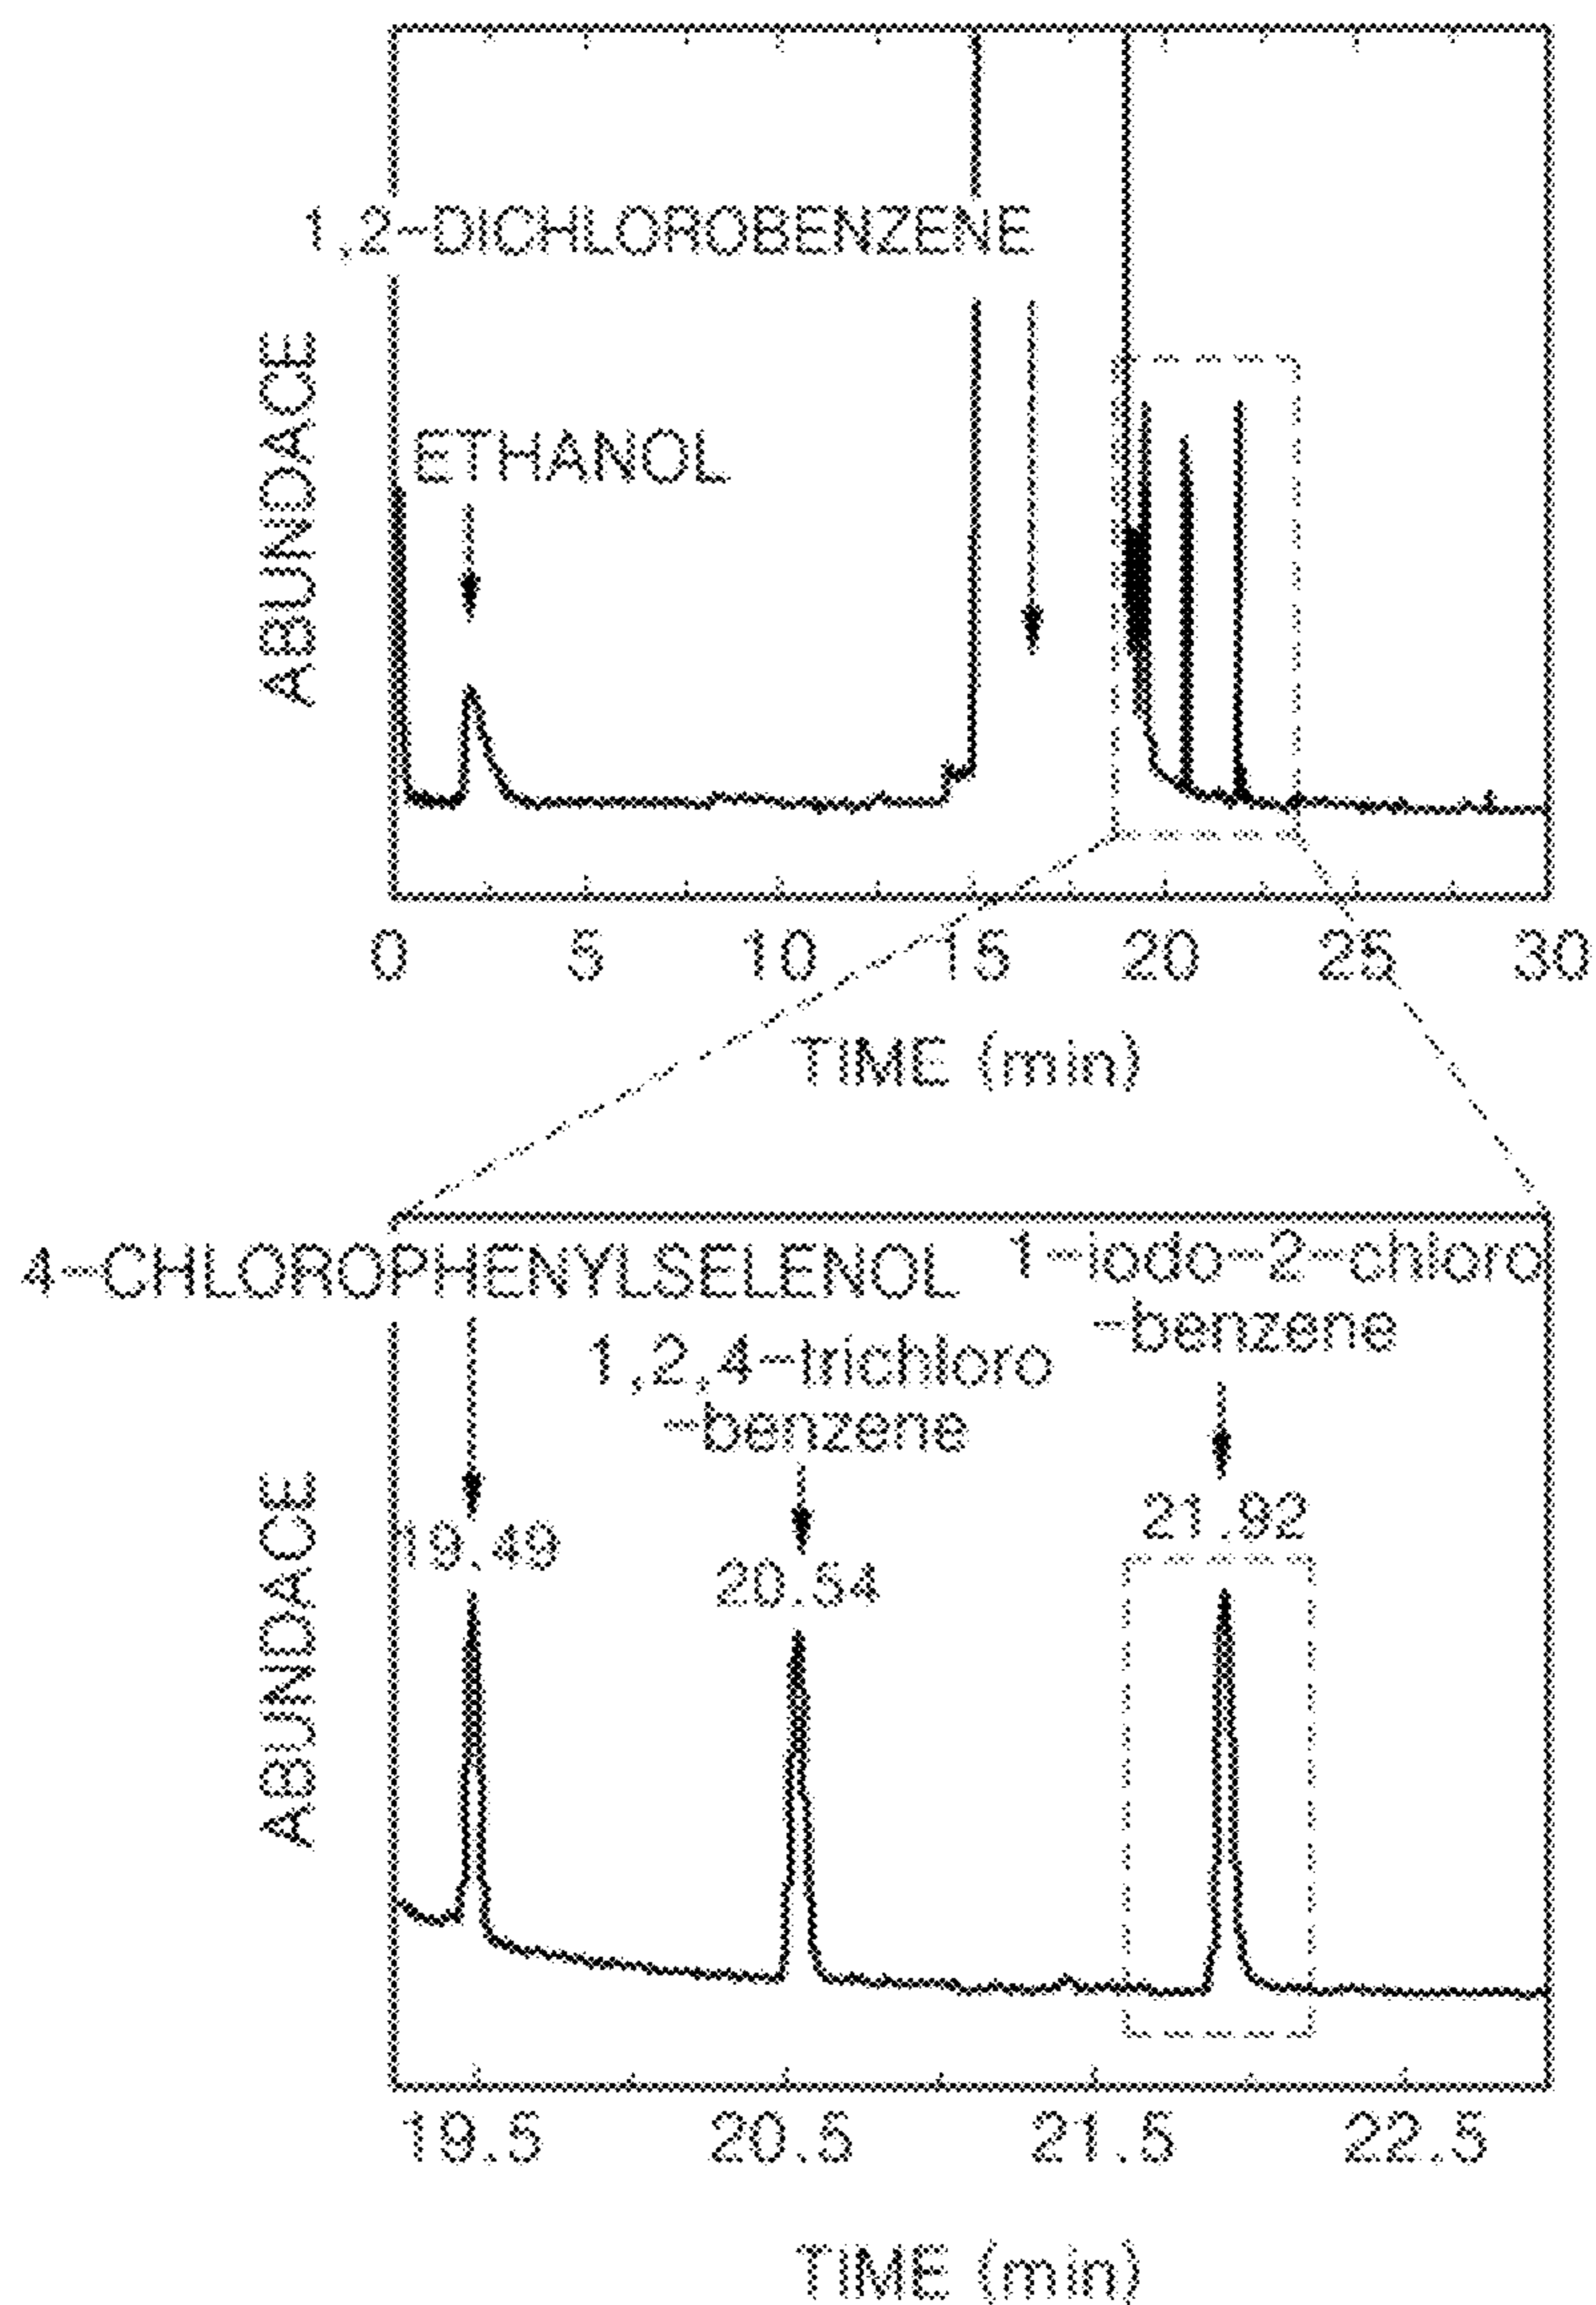 1,2-DICHLOROBENZENE
ABUNDACE
ETHANOL
0 5 10 15 20 25 30
TIME (min)
4-CHLOROPHENYLSELENOL
1-iodo-2-chloro
-benzene
1,2,4-trichloro
-benzene
ABUNDACE
19.49
20.54
21.92
19.5 20.5 21.5 22.5
TIME (min)